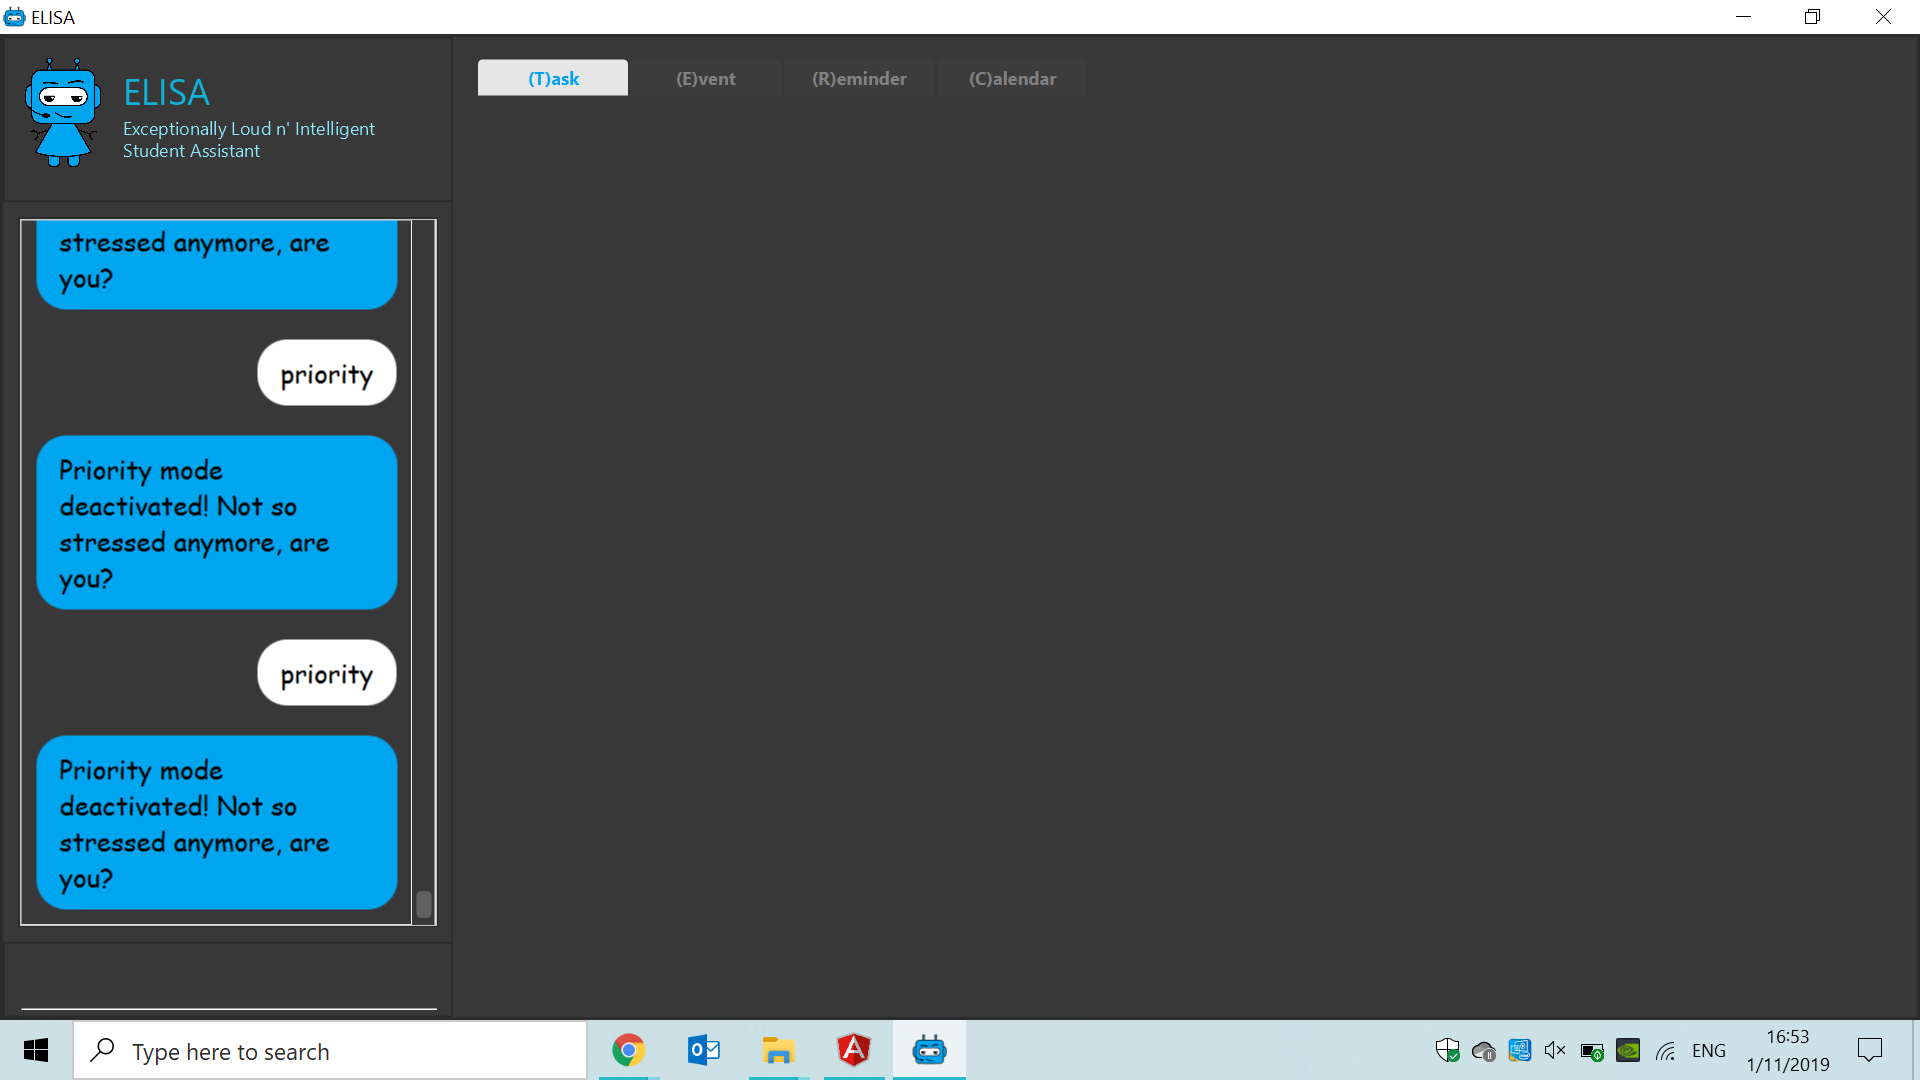 ELISA
ELISA
Exceptionally Loud n' Intelligent
Student Assistant
(T)ask
(E)vent
(R)eminder
(C)alendar
stressed anymore, are
you?
priority
Priority mode
deactivated! Not so
stressed anymore, are
you?
priority
Priority mode
deactivated! Not so
stressed anymore, are
you?
Type here to search
ENG
16:53
1/11/2019